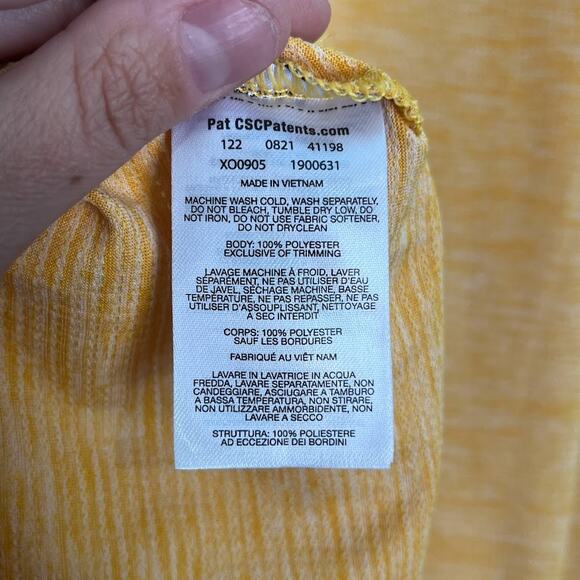 Pat CSCPatents.com
122 0821 41198
XO0905 1900631
MADE IN VIETNAM
MACHINE WASH COLD, WASH SEPARATELY,
DO NOT BLEACH, TUMBLE DRY LOW, DO
NOT IRON, DO NOT USE FABRIC SOFTENER,
DO NOT DRYCLEAN
BODY: 100% POLYESTER
EXCLUSIVE OF TRIMMING
LAVAGE MACHINE À FROID, LAVER
SÉPARÉMENT, NE PAS UTILISER D'EAU
DE JAVEL, SÉCHAGE MACHINE, BASSE
TEMPÉRATURE, NE PAS REPASSER, NE PAS
UTILISER D'ASSOUPLISSANT, NETTOYAGE
À SEC INTERDIT
CORPS: 100% POLYESTER
SAUF LES BORDURES
FABRIQUÉ AU VIÊT NAM
LAVARE IN LAVATRICE IN ACQUA
FREDDA, LAVARE SEPARATAMENTE, NON
CANDEGGIARE, ASCIUGARE A TAMBURO
A BASSA TEMPERATURA, NON STIRARE,
NON UTILIZZARE AMMORBIDENTE, NON
LAVARE A SECCO
STRUTTURA: 100% POLIESTERE
AD ECCEZIONE DEI BORDINI